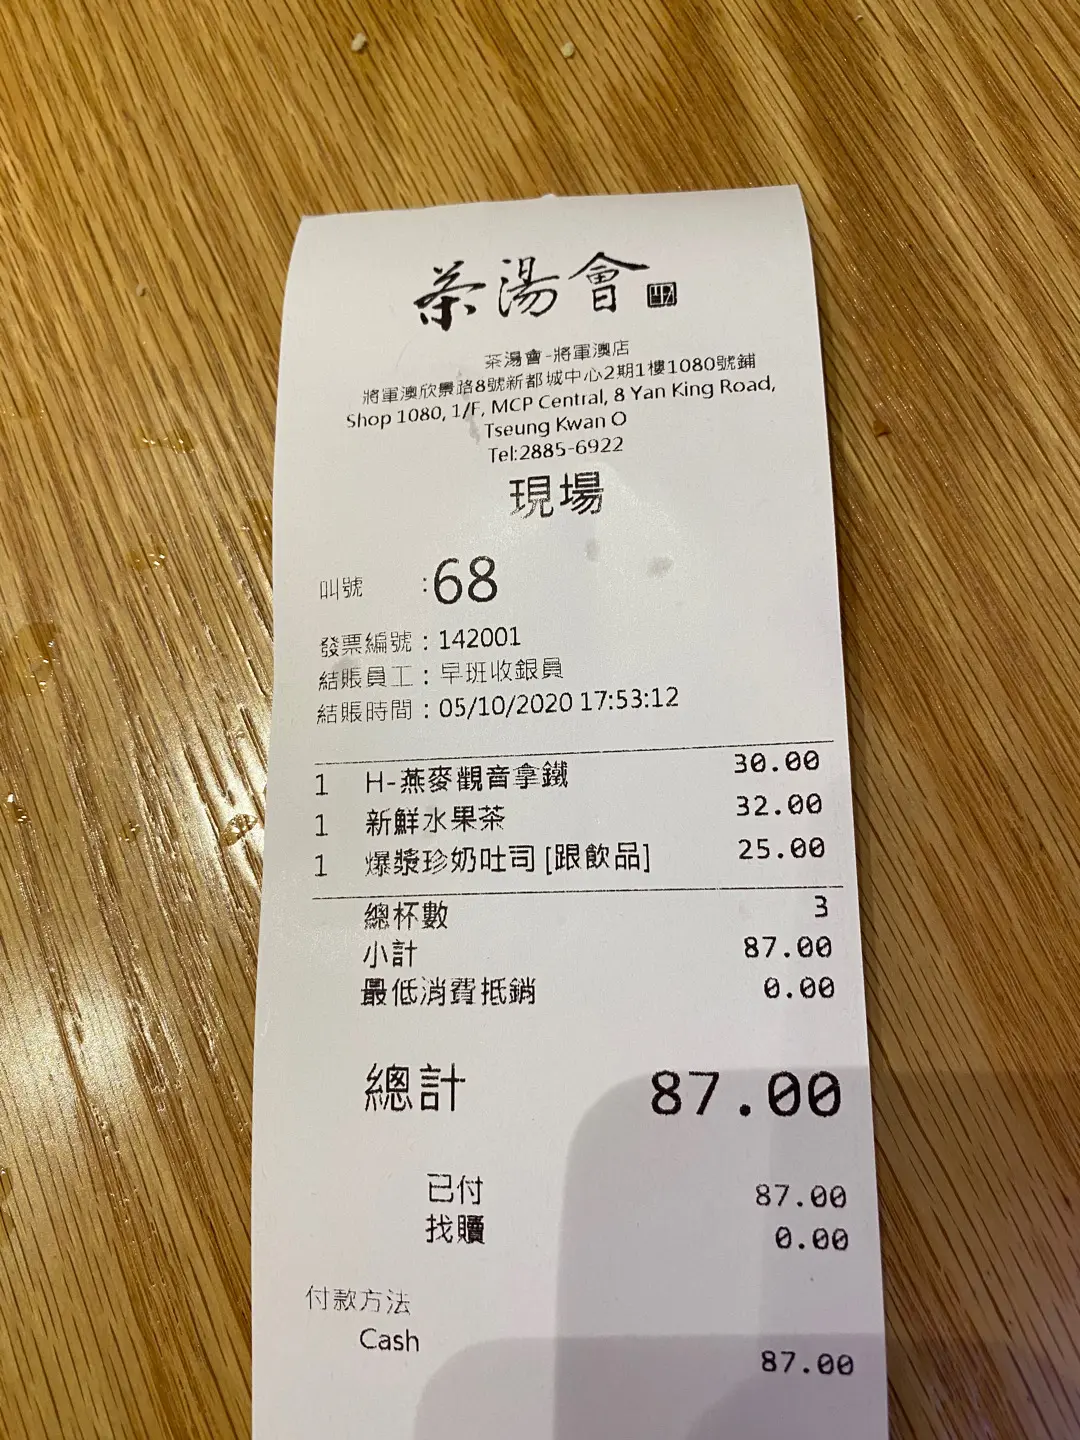 茶湯會
茶湯會-將軍澳店
將軍澳欣景路8號新都城中心2期1樓1080號鋪
Shop 1080, 1/F, MCP Central, 8 Yan King Road,
Tseung Kwan O
Tel:2885-6922
現場
叫號 :68
發票編號 : 142001
結賬員工 : 早班收銀員
結賬時間 : 05/10/2020 17:53:12
1 H-燕麥觀音拿鐵 30.00
1 新鮮水果茶 32.00
1 爆漿珍奶吐司 [跟飲品] 25.00
總杯數 3
小計 87.00
最低消費抵銷 0.00
總計 87.00
已付 87.00
找贖 0.00
付款方法
Cash 87.00